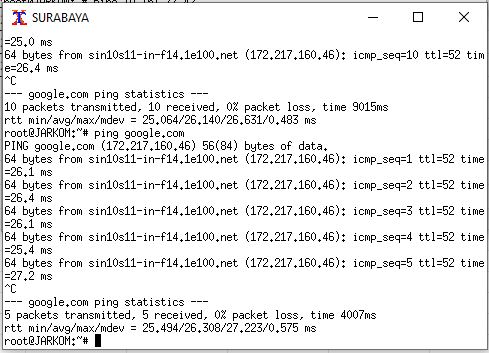 SURABAYA
=25.0 ms
64 bytes from sin10s11-in-f14.1e100.net (172.217.160.46): icmp_seq=10 ttl=52 tim
e=26.4 ms
^C
--- google.com ping statistics ---
10 packets transmitted, 10 received, 0% packet loss, time 9015ms
rtt min/avg/max/mdev = 25.064/26.140/26.631/0.483 ms
root@JARKOM:~# ping google.com
PING google.com (172.217.160.46) 56(84) bytes of data.
64 bytes from sin10s11-in-f14.1e100.net (172.217.160.46): icmp_seq=1 ttl=52 time
=26.1 ms
64 bytes from sin10s11-in-f14.1e100.net (172.217.160.46): icmp_seq=2 ttl=52 time
=26.4 ms
64 bytes from sin10s11-in-f14.1e100.net (172.217.160.46): icmp_seq=3 ttl=52 time
=26.1 ms
64 bytes from sin10s11-in-f14.1e100.net (172.217.160.46): icmp_seq=4 ttl=52 time
=25.4 ms
64 bytes from sin10s11-in-f14.1e100.net (172.217.160.46): icmp_seq=5 ttl=52 time
=27.2 ms
^C
--- google.com ping statistics ---
5 packets transmitted, 5 received, 0% packet loss, time 4007ms
rtt min/avg/max/mdev = 25.494/26.308/27.223/0.575 ms
root@JARKOM:~#